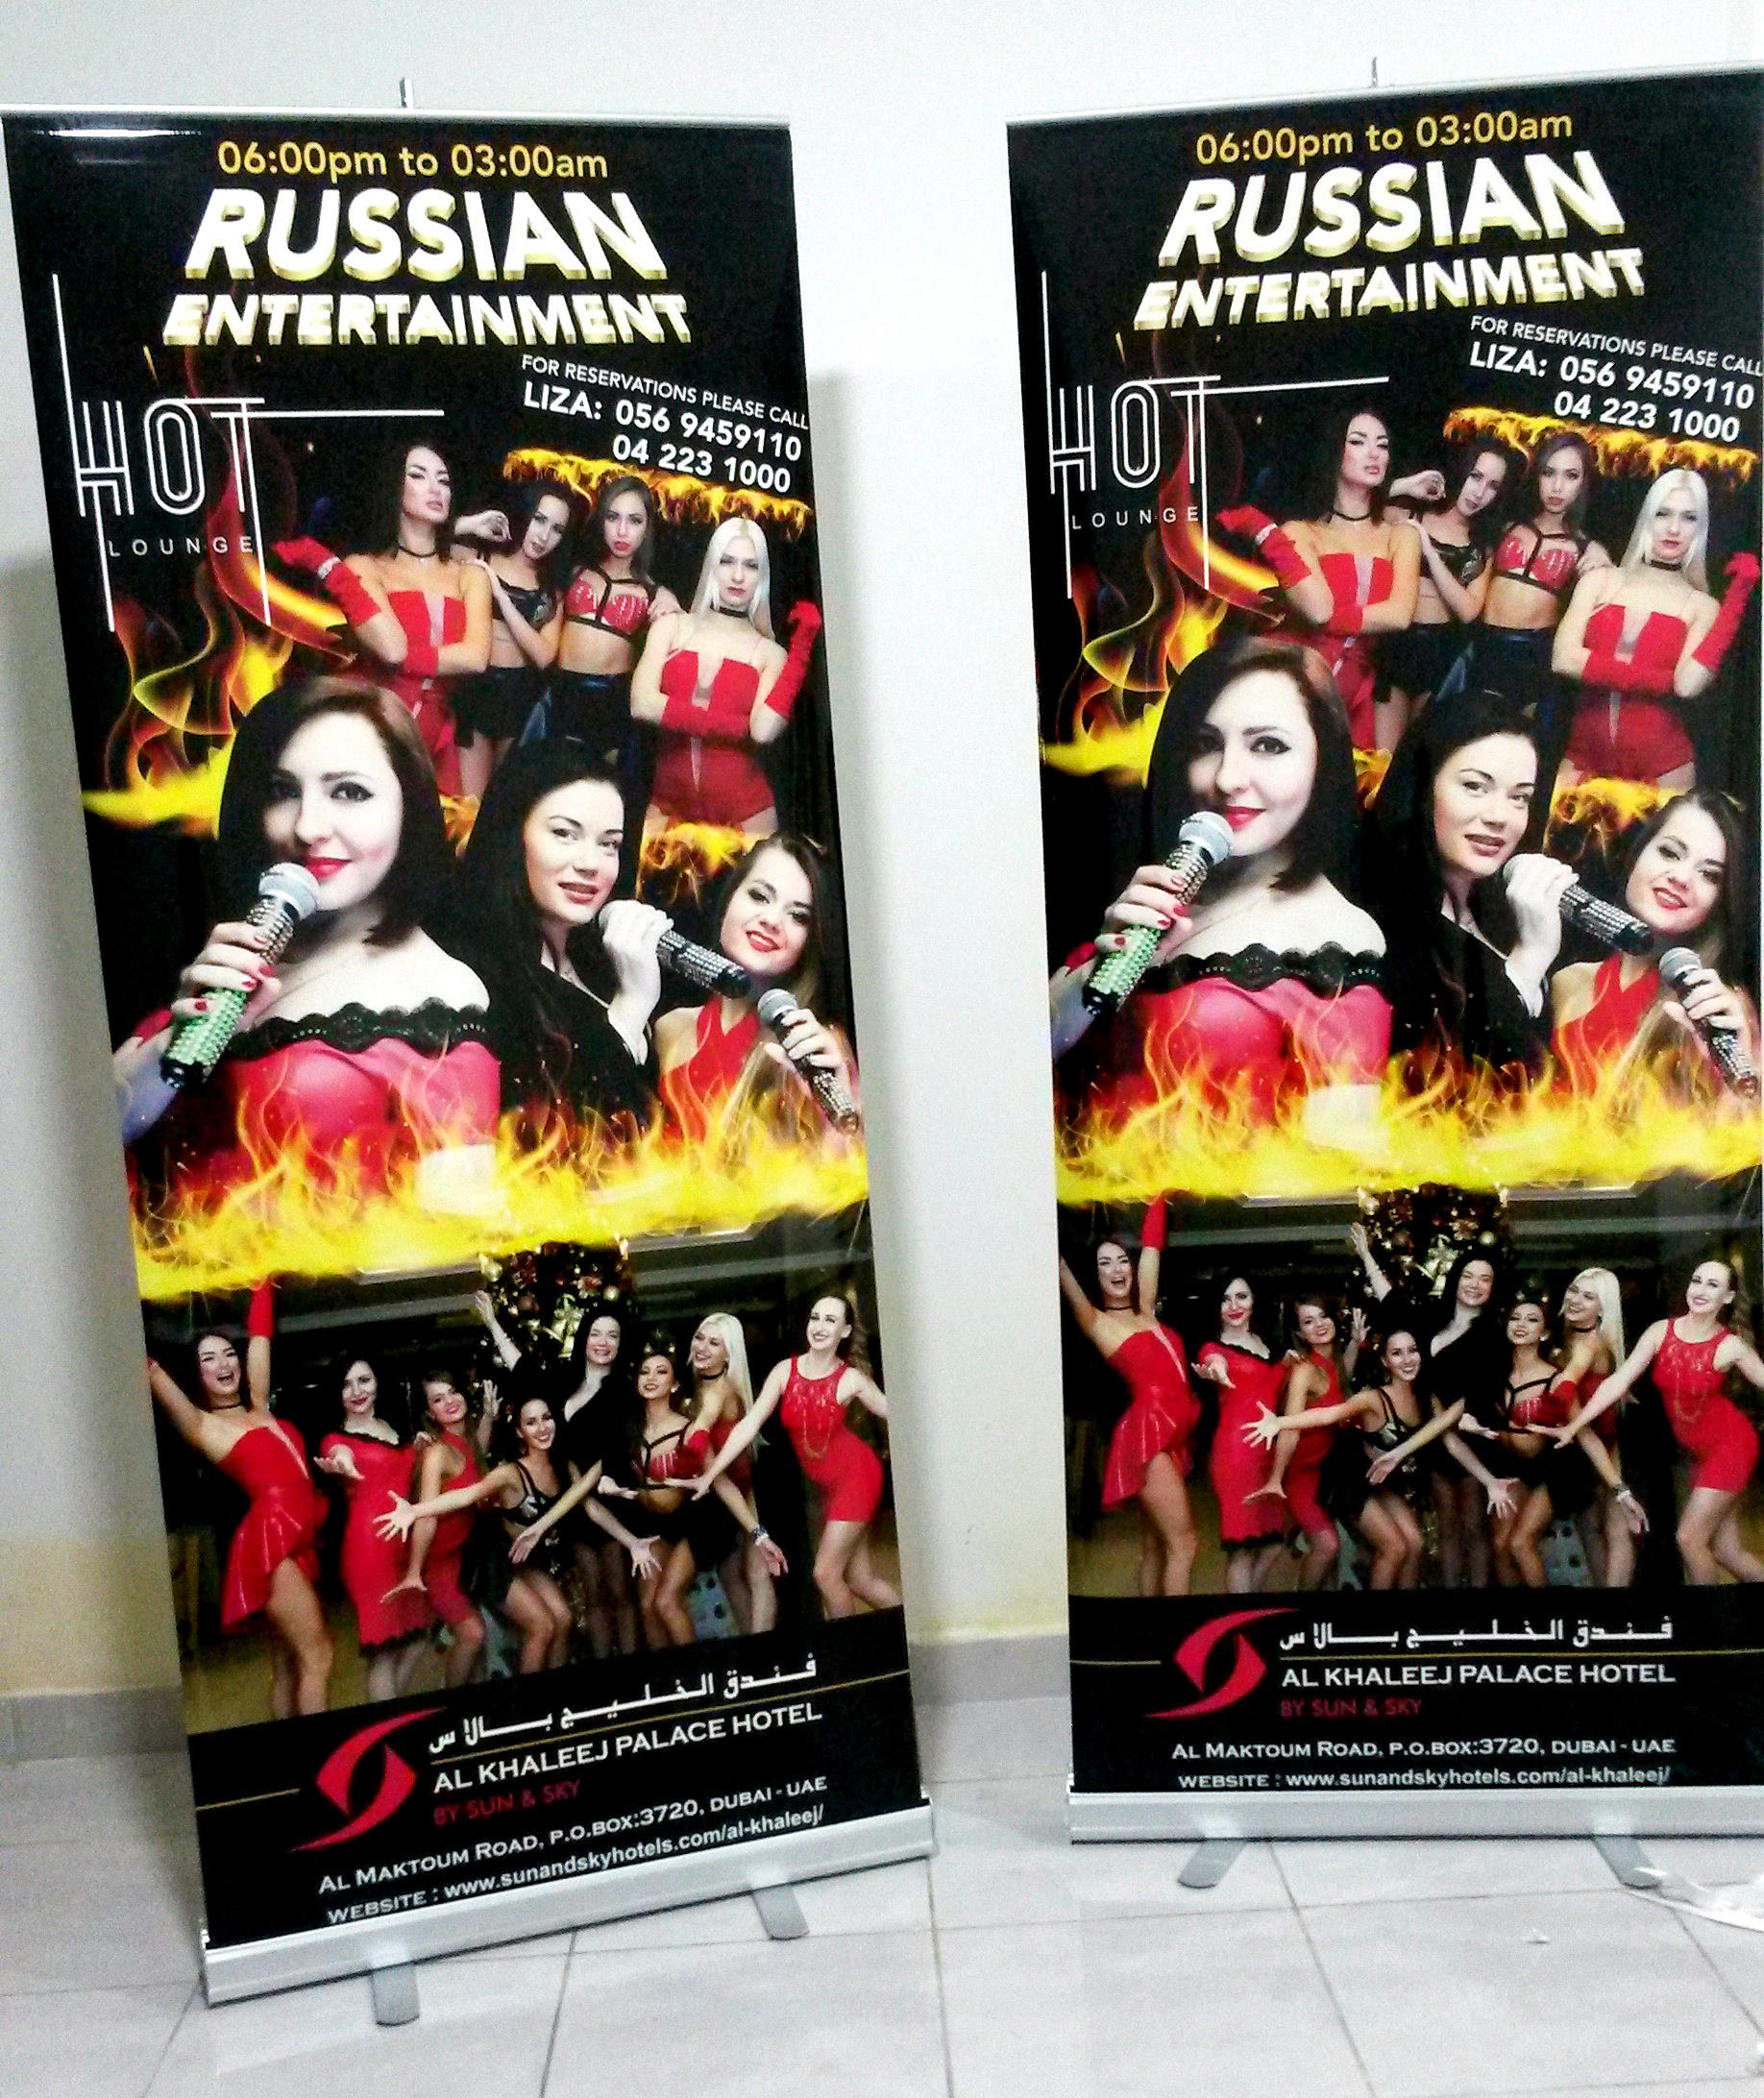 06:00pm to 03:00am
RUSSIAN
ENTERTAINMENT
FOR RESERVATIONS PLEASE CALL
LIZA: 056 9459110
04 223 1000
HOT
LOUNGE
فندق الخليج بالاس
AL KHALEEJ PALACE HOTEL
BY SUN & SKY
AL MAKTOUM ROAD, P.O.BOX:3720, DUBAI - UAE
WEBSITE : www.sunandskyhotels.com/al-khaleej/
06:00pm to 03:00am
RUSSIAN
ENTERTAINMENT
FOR RESERVATIONS PLEASE CALL
LIZA: 056 9459110
04 223 1000
HOT
LOUNGE
فندق الخليج بالاس
AL KHALEEJ PALACE HOTEL
BY SUN & SKY
AL MAKTOUM ROAD, P.O.BOX:3720, DUBAI - UAE
WEBSITE : www.sunandskyhotels.com/al-khaleej/